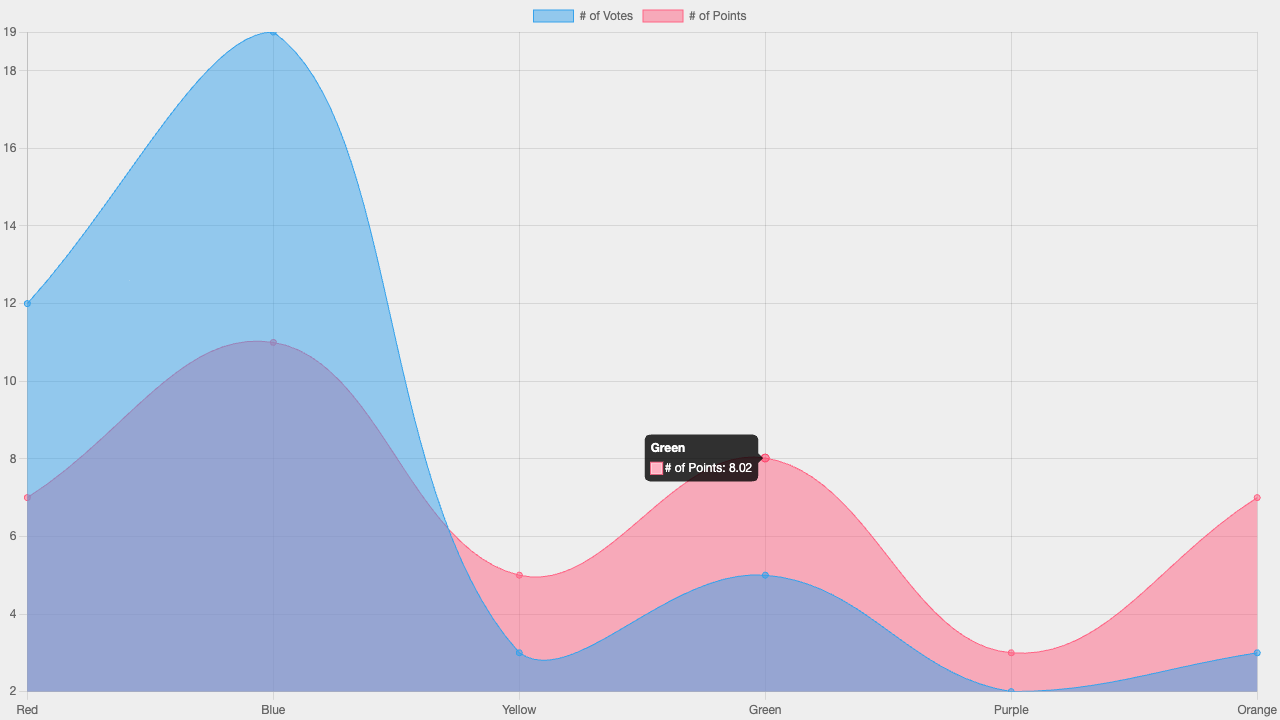 # of Votes # of Points
19
18
16
14
12
10
8
6
4
2
Green
# of Points: 8.02
Red Blue Yellow Green Purple Orange